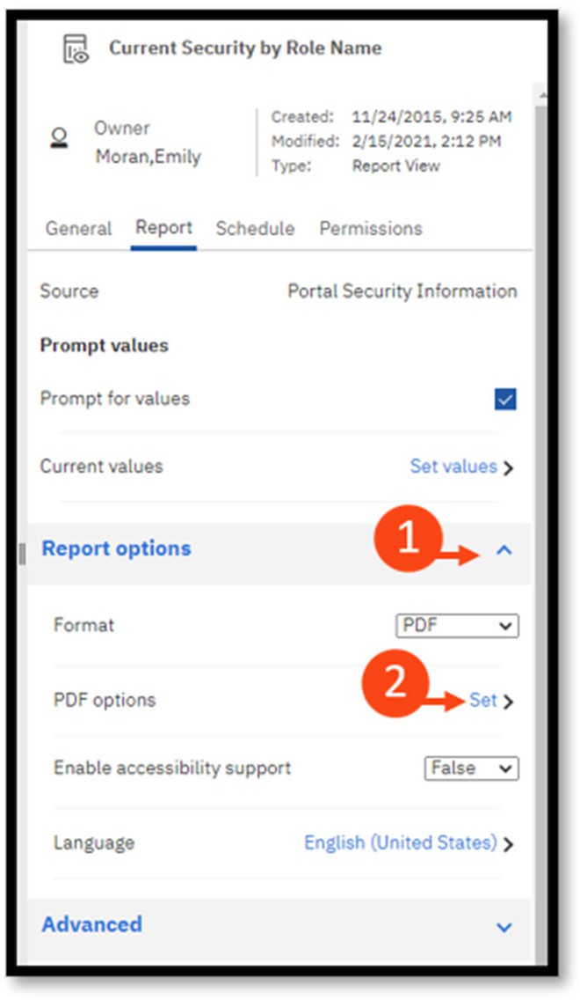 Current Security by Role Name
Owner
Moran,Emily
Created: 11/24/2015, 9:25 AM
Modified: 2/15/2021, 2:12 PM
Type: Report View
General Report Schedule Permissions
Source Portal Security Information
Prompt values
Prompt for values
Current values Set values
Report options 1
Format PDF
PDF options 2 Set
Enable accessibility support False
Language English (United States)
Advanced